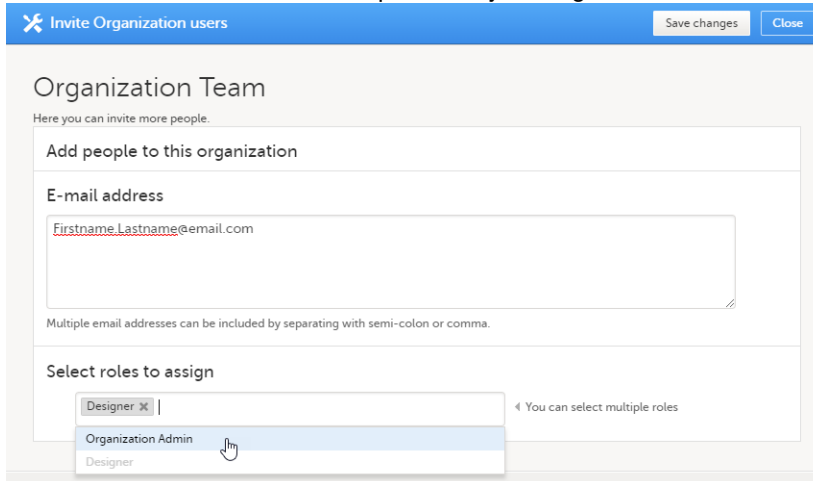 Invite Organization users
Save changes
Close
Organization Team
Here you can invite more people.
Add people to this organization
E-mail address
Firstname.Lastname@email.com
Multiple email addresses can be included by separating with semi-colon or comma.
Select roles to assign
Designer
You can select multiple roles
Organization Admin
Designer